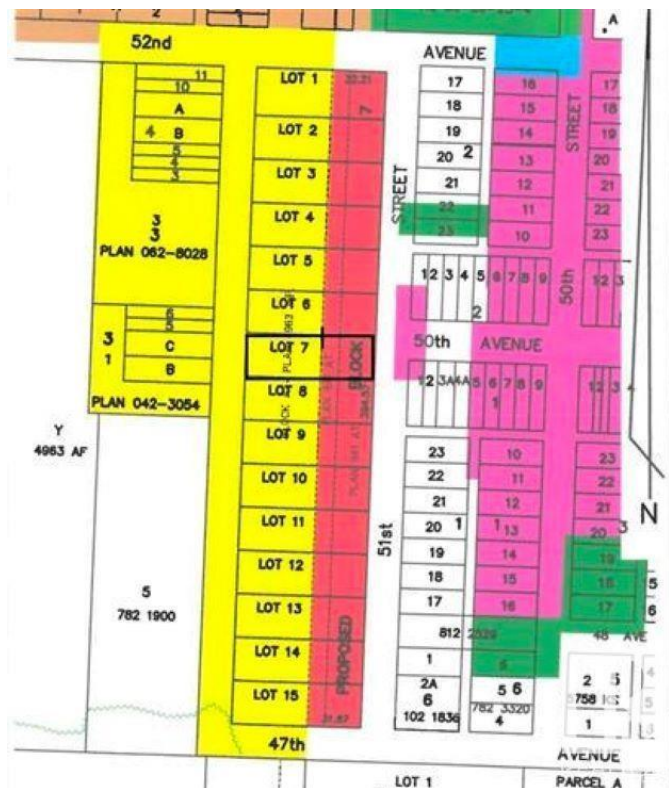 2
1
A
52nd
AVENUE
11
10
A
4 B
5
4
3
3
3
PLAN 062-8028
6
5
3
1
C
B
PLAN 042-3054
Y
4963 AF
5
782 1900
LOT 1
LOT 2
LOT 3
LOT 4
LOT 5
LOT 6
LOT 7
LOT 8
LOT 9
LOT 10
LOT 11
LOT 12
LOT 13
LOT 14
LOT 15
7
BLOCK
PROPOSED
31.87
47th
STREET
51st
17
18
19
20 2
21
22
23
1 2 3 4 5 6 7 8 9
2
16
15
14
13
12
11
10
STREET
50th
17
18
19
20
21
22
23
1 2 3
50th AVENUE
1 2 3A 4A 5 6 7 8 9
1
1 2 3 4
23
22
21
20 1
19
18
17
10
11
12
1 13
14
15
16
23
22
21
20 3
19
18
17
N
5
6
812 2529
1
2A
6
102 1836
6
5 6
782 3320
4
48 AVE
2 5
758 KS
1
4
5
3
AVENUE
LOT 1
PARCEL A